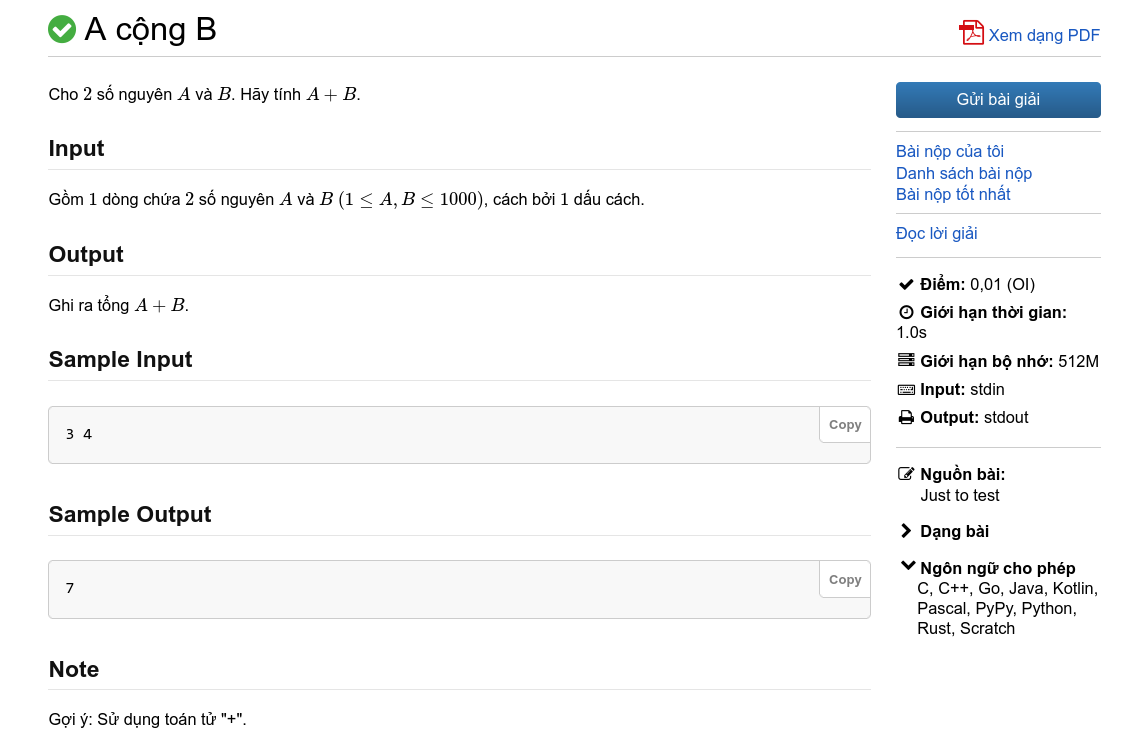 A cộng B
Xem dạng PDF
Cho 2 số nguyên A và B. Hãy tính A + B.
Input
Gồm 1 dòng chứa 2 số nguyên A và B (1 ≤ A, B ≤ 1000), cách bởi 1 dấu cách.
Output
Ghi ra tổng A + B.
Sample Input
Copy
3 4
Sample Output
Copy
7
Note
Gợi ý: Sử dụng toán tử "+".
Gửi bài giải
Bài nộp của tôi
Danh sách bài nộp
Bài nộp tốt nhất
Đọc lời giải
Điểm: 0,01 (OI)
Giới hạn thời gian:
1.0s
Giới hạn bộ nhớ: 512M
Input: stdin
Output: stdout
Nguồn bài:
Just to test
Dạng bài
Ngôn ngữ cho phép
C, C++, Go, Java, Kotlin,
Pascal, PyPy, Python,
Rust, Scratch